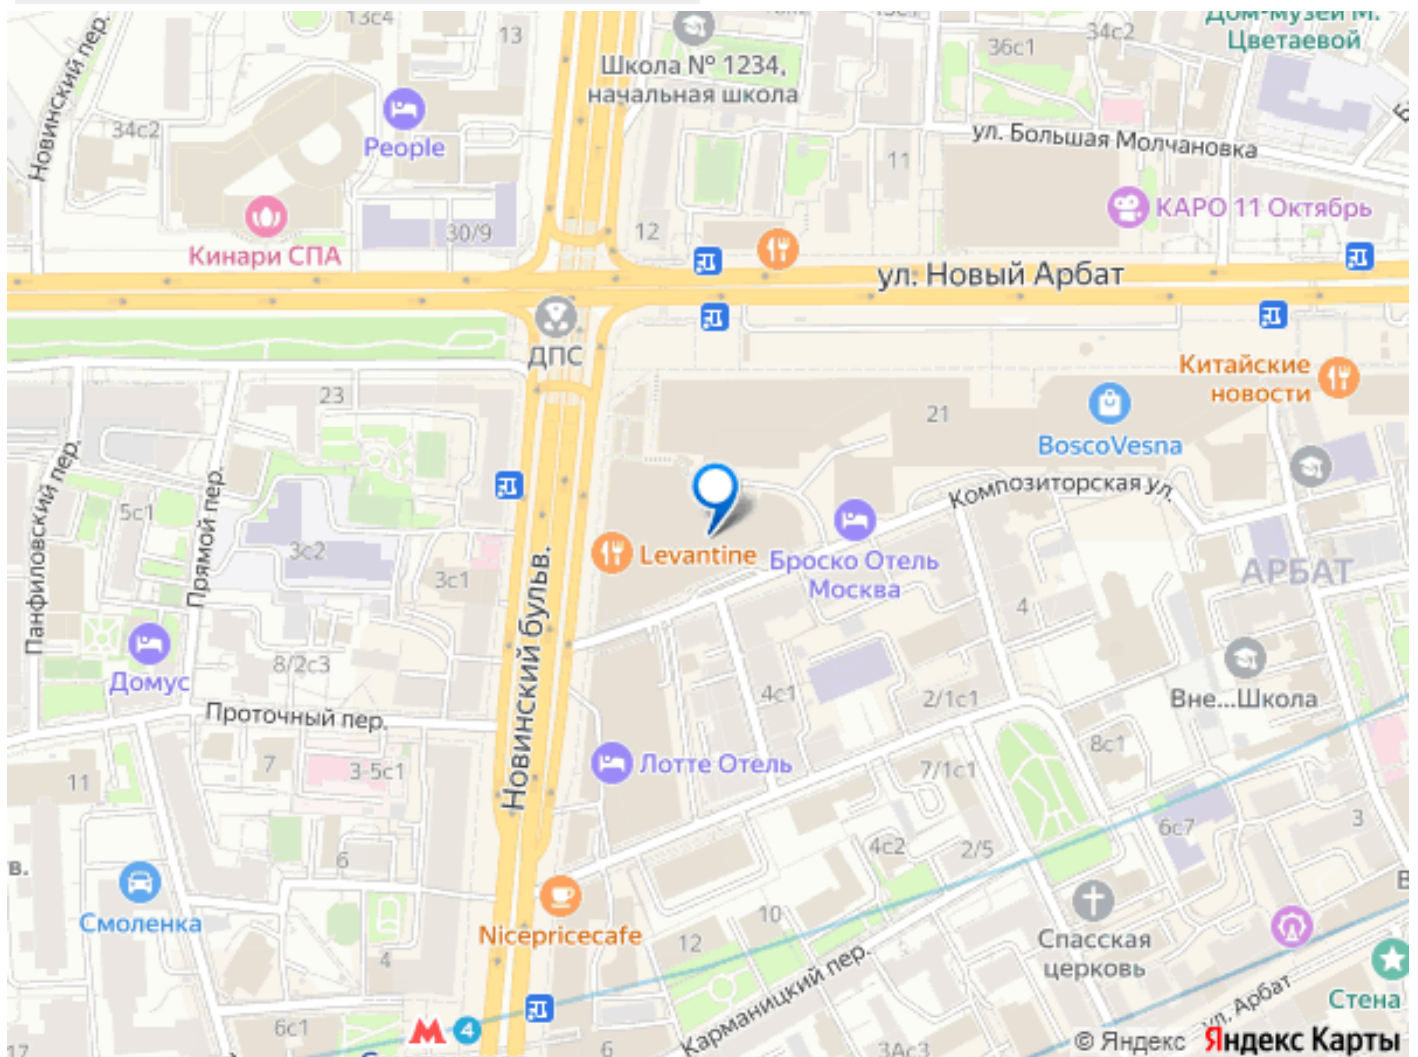 13с4
13
Дом-музей М.
Цветаевой
34с2
36с1
Школа № 1234,
начальная школа
Новинский пер.
34с2
People
ул. Большая Молчановка
11
КАРО 11 Октябрь
30/9
12
Кинари СПА
ул. Новый Арбат
ДПС
Китайские
новости
23
21
BoscoVesna
Панфиловский пер.
Прямой пер.
5с1
Композиторская ул.
3с2
Levantine
Броско Отель
Москва
АРБАТ
3с1
4
Новинский бульв.
8/2с3
Домус
Вне...Школа
4с1
2/1с1
Проточный пер.
8с1
7
3-5с1
11
Лотте Отель
7/1с1
6с7
3
4с2
2/5
6
в.
Смоленка
10
Nicepricecafe
12
Спасская
церковь
4
Карманицкий пер.
Стена
ул. Арбат
6с1
4
17
6
3Ас3
© Яндекс Яндекс Карты